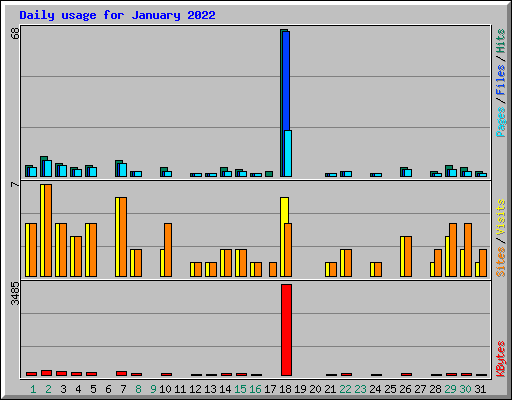 Daily usage for January 2022
68
Pages / Files / Hits
7
Sites / Visits
3485
KBytes
1 2 3 4 5 6 7 8 9 10 11 12 13 14 15 16 17 18 19 20 21 22 23 24 25 26 27 28 29 30 31